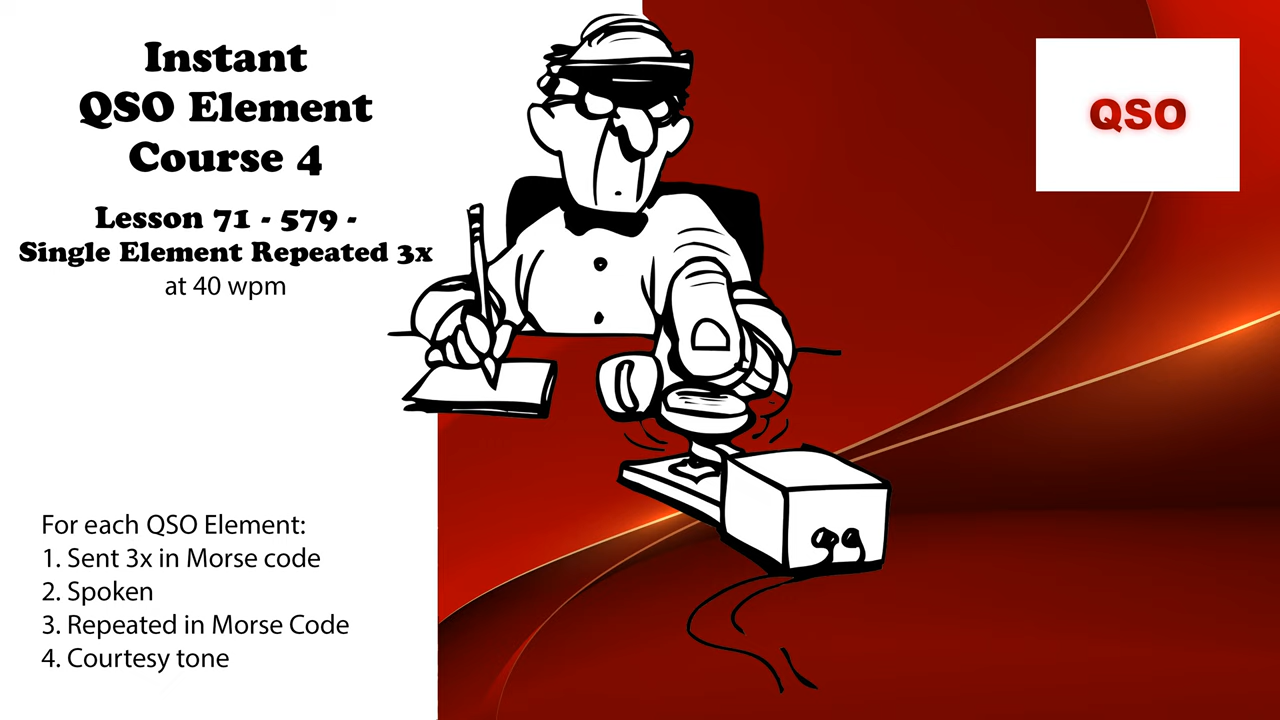 Instant
QSO Element
Course 4
Lesson 71 - 579 -
Single Element Repeated 3x
at 40 wpm
QSO
For each QSO Element:
1. Sent 3x in Morse code
2. Spoken
3. Repeated in Morse Code
4. Courtesy tone